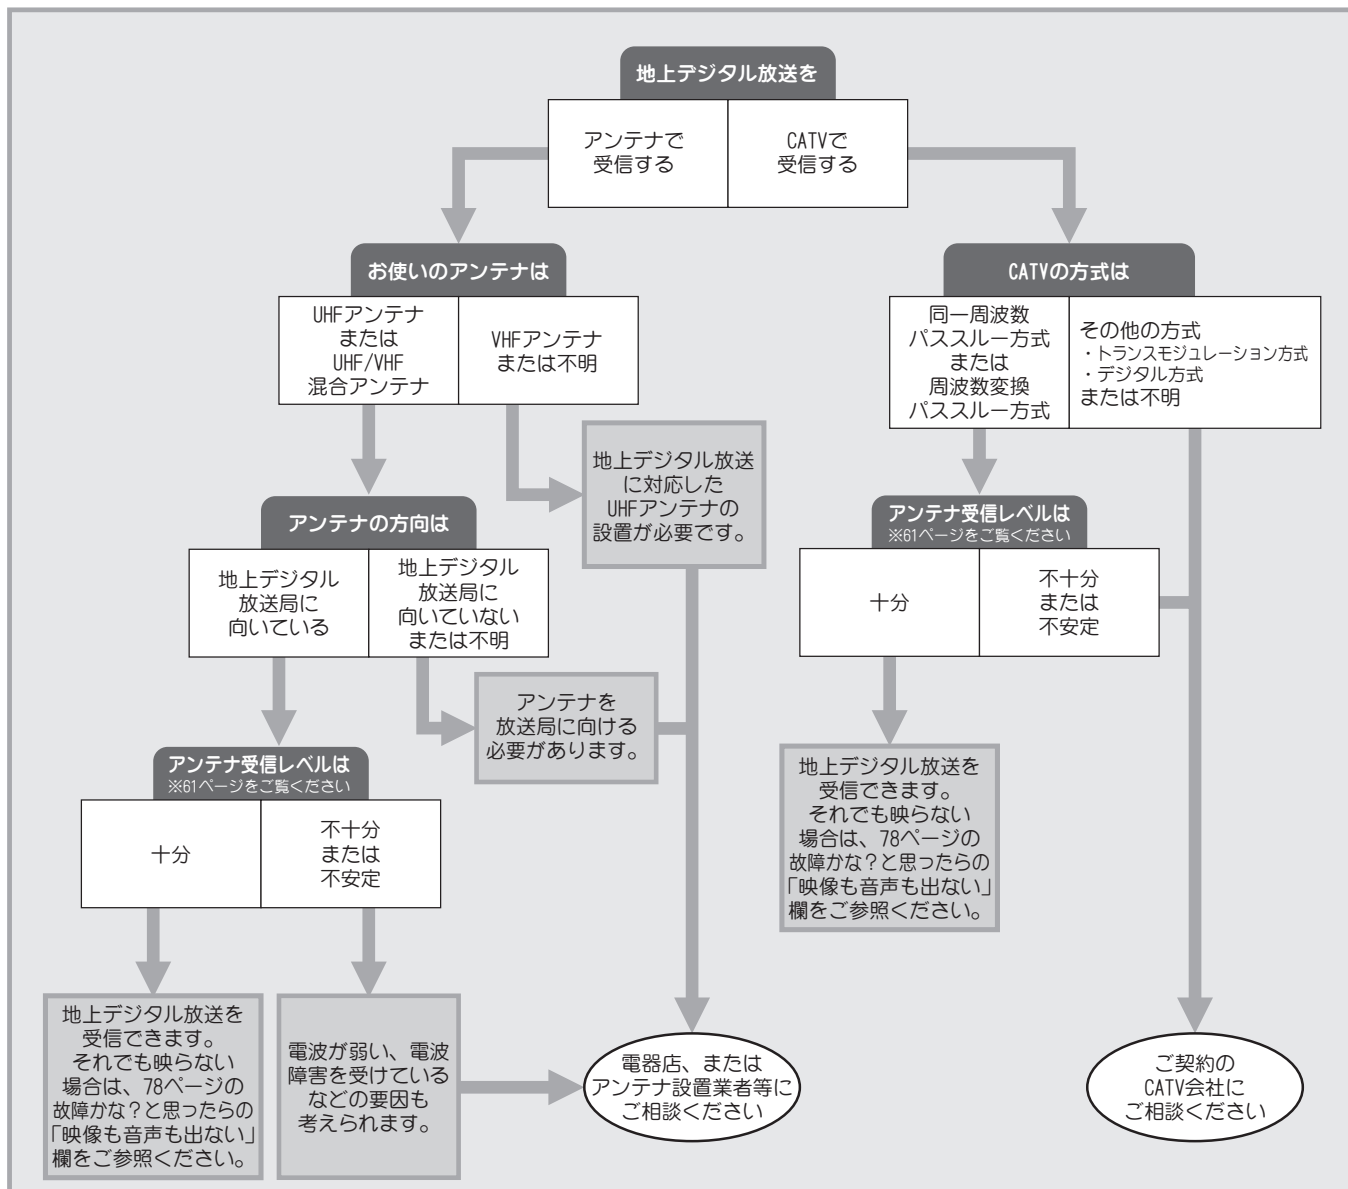 地上デジタル放送を
アンテナで
受信する
CATVで
受信する
お使いのアンテナは
UHFアンテナ
または
UHF/VHF
混合アンテナ
VHFアンテナ
または不明
CATVの方式は
同一周波数
パススルー方式
または
周波数変換
パススルー方式
その他の方式
・トランスモジュレーション方式
・デジタル方式
または不明
地上デジタル放送
に対応した
UHFアンテナの
設置が必要です。
アンテナの方向は
地上デジタル
放送局に
向いている
地上デジタル
放送局に
向いていない
または不明
アンテナ受信レベルは
※61ページをご覧ください
十分
不十分
または
不安定
アンテナを
放送局に向ける
必要があります。
アンテナ受信レベルは
※61ページをご覧ください
十分
不十分
または
不安定
地上デジタル放送を
受信できます。
それでも映らない
場合は、78ページの
故障かな？と思ったらの
「映像も音声も出ない」
欄をご参照ください。
地上デジタル放送を
受信できます。
それでも映らない
場合は、78ページの
故障かな？と思ったらの
「映像も音声も出ない」
欄をご参照ください。
電波が弱い、電波
障害を受けている
などの要因も
考えられます。
電器店、または
アンテナ設置業者等に
ご相談ください
ご契約の
CATV会社に
ご相談ください